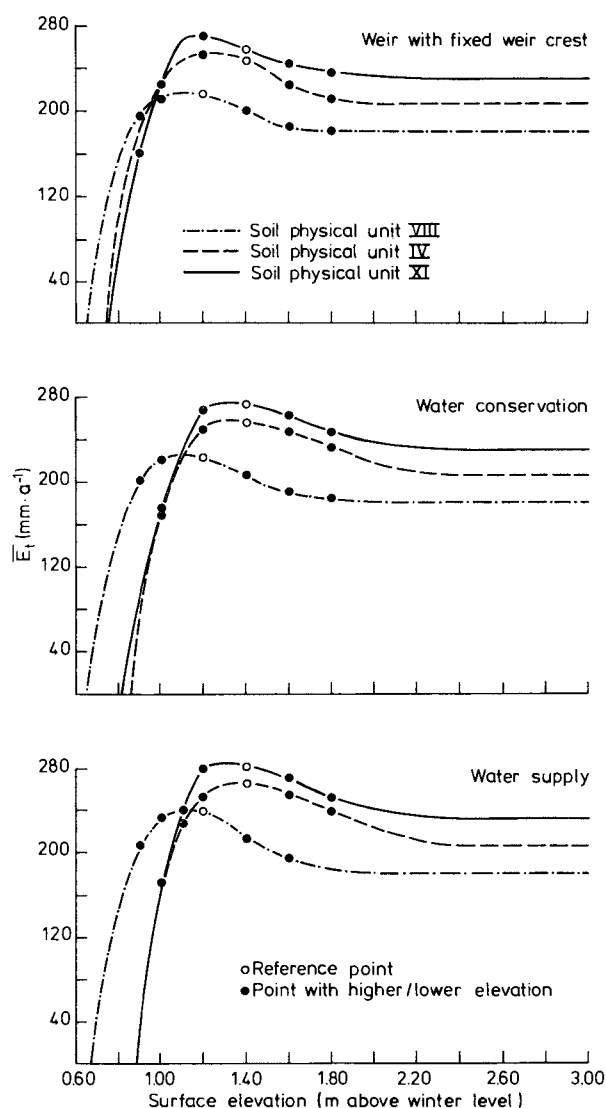 280
Weir with fixed weir crest
200
120
Soil physical unit VIII
Soil physical unit IV
Soil physical unit XI
40
280
Water conservation
200
E̅t (mm·a⁻¹)
120
40
280
Water supply
200
120
Reference point
Point with higher/lower elevation
40
0.60 1.00 1.40 1.80 2.20 2.60 3.00
Surface elevation (m above winter level)